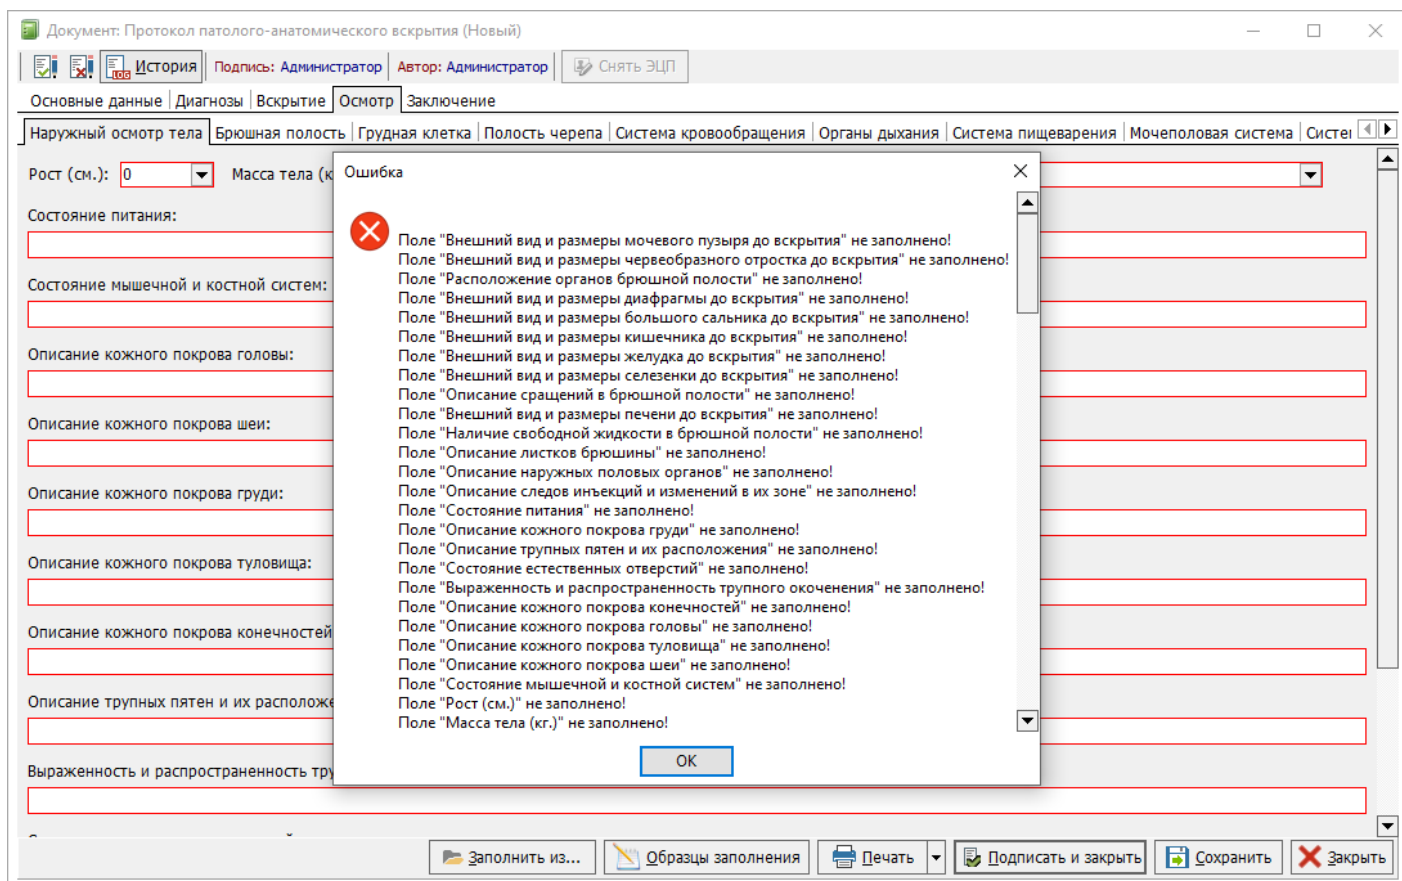 Документ: Протокол патолого-анатомического вскрытия (Новый)
LOG История Подпись: Администратор Автор: Администратор Снять ЭЦП
Основные данные Диагнозы Вскрытие Осмотр Заключение
Наружный осмотр тела Брюшная полость Грудная клетка Полость черепа Система кровообращения Органы дыхания Система пищеварения Мочеполовая система Систе
Рост (см.): 0 Масса тела (к
Состояние питания:
Состояние мышечной и костной систем:
Описание кожного покрова головы:
Описание кожного покрова шеи:
Описание кожного покрова груди:
Описание кожного покрова туловища:
Описание кожного покрова конечностей
Описание трупных пятен и их расположе
Выраженность и распространенность тру
Ошибка
Поле "Внешний вид и размеры мочевого пузыря до вскрытия" не заполнено!
Поле "Внешний вид и размеры червеобразного отростка до вскрытия" не заполнено!
Поле "Расположение органов брюшной полости" не заполнено!
Поле "Внешний вид и размеры диафрагмы до вскрытия" не заполнено!
Поле "Внешний вид и размеры большого сальника до вскрытия" не заполнено!
Поле "Внешний вид и размеры кишечника до вскрытия" не заполнено!
Поле "Внешний вид и размеры желудка до вскрытия" не заполнено!
Поле "Внешний вид и размеры селезенки до вскрытия" не заполнено!
Поле "Описание сращений в брюшной полости" не заполнено!
Поле "Внешний вид и размеры печени до вскрытия" не заполнено!
Поле "Наличие свободной жидкости в брюшной полости" не заполнено!
Поле "Описание листков брюшины" не заполнено!
Поле "Описание наружных половых органов" не заполнено!
Поле "Описание следов инъекций и изменений в их зоне" не заполнено!
Поле "Состояние питания" не заполнено!
Поле "Описание кожного покрова груди" не заполнено!
Поле "Описание трупных пятен и их расположения" не заполнено!
Поле "Состояние естественных отверстий" не заполнено!
Поле "Выраженность и распространенность трупного окоченения" не заполнено!
Поле "Описание кожного покрова конечностей" не заполнено!
Поле "Описание кожного покрова головы" не заполнено!
Поле "Описание кожного покрова туловища" не заполнено!
Поле "Описание кожного покрова шеи" не заполнено!
Поле "Состояние мышечной и костной систем" не заполнено!
Поле "Рост (см.)" не заполнено!
Поле "Масса тела (кг.)" не заполнено!
OK
Заполнить из... Образцы заполнения Печать Подписать и закрыть Сохранить Закрыть